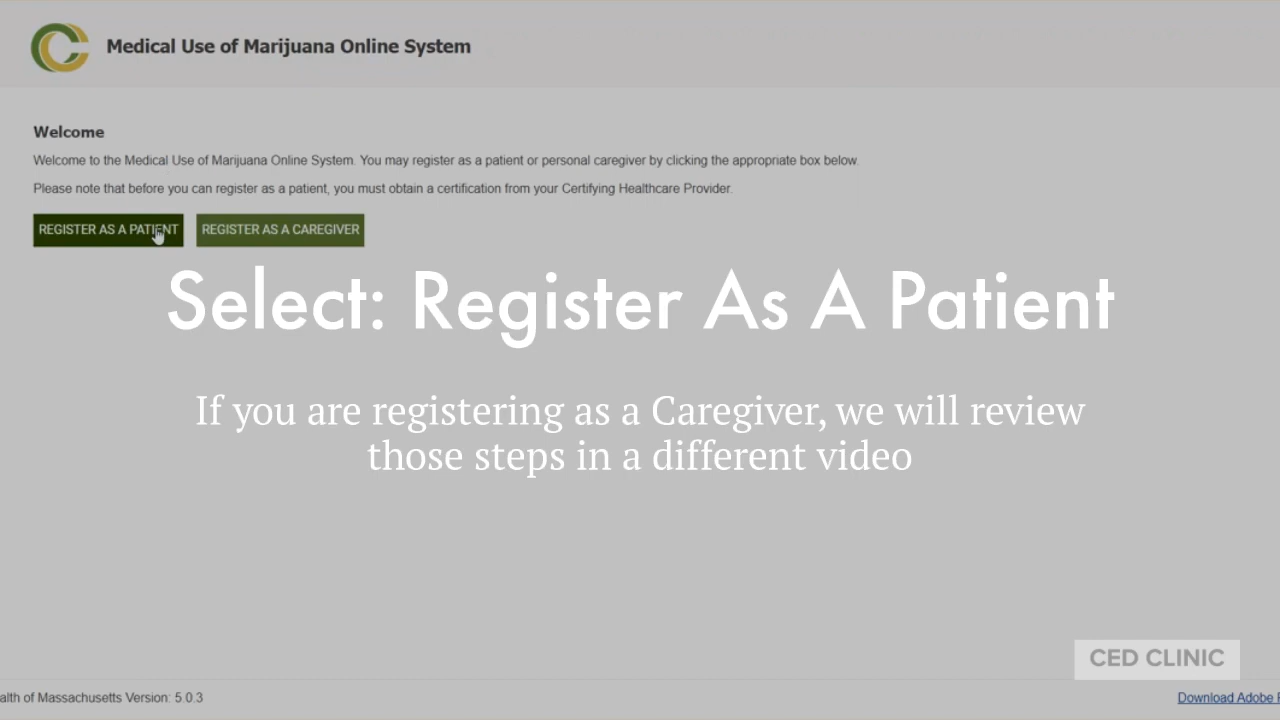 Medical Use of Marijuana Online System
Welcome
Welcome to the Medical Use of Marijuana Online System. You may register as a patient or personal caregiver by clicking the appropriate box below.
Please note that before you can register as a patient, you must obtain a certification from your Certifying Healthcare Provider.
REGISTER AS A PATIENT REGISTER AS A CAREGIVER
Select: Register As A Patient
If you are registering as a Caregiver, we will review
those steps in a different video
CED CLINIC
alth of Massachusetts Version: 5.0.3
Download Adobe